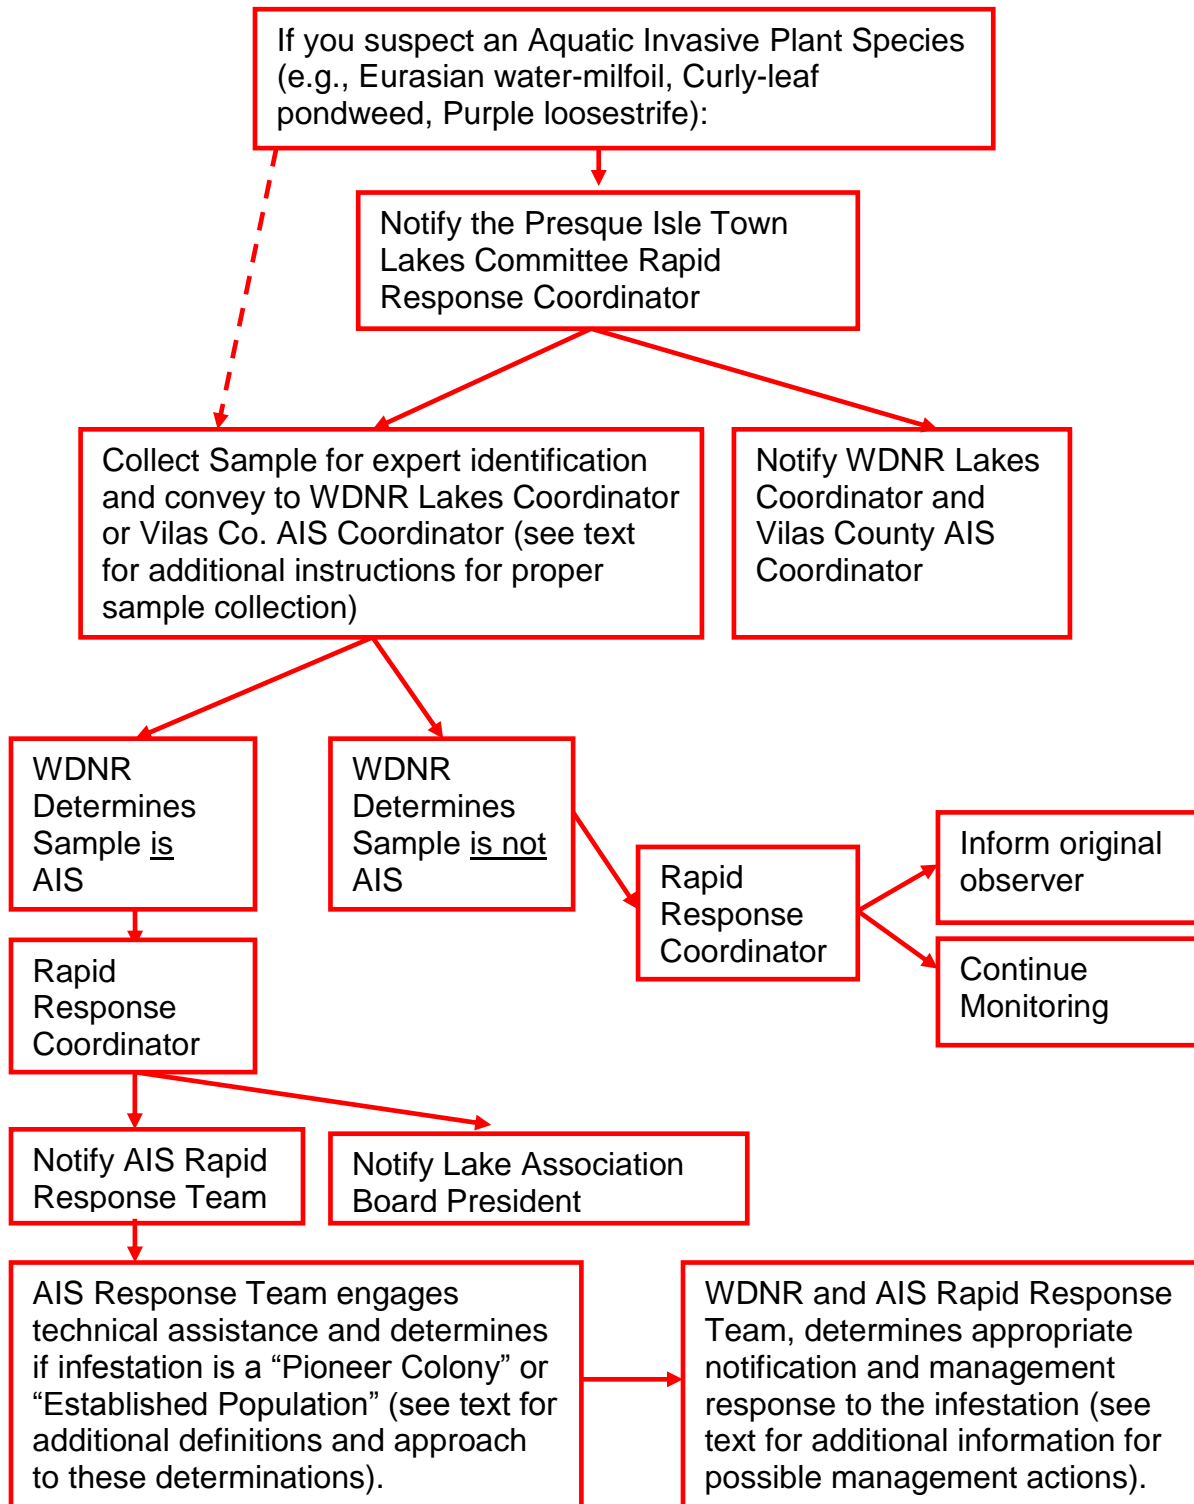 If you suspect an Aquatic Invasive Plant Species
(e.g., Eurasian water-milfoil, Curly-leaf
pondweed, Purple loosestrife):
Notify the Presque Isle Town
Lakes Committee Rapid
Response Coordinator
Collect Sample for expert identification
and convey to WDNR Lakes Coordinator
or Vilas Co. AIS Coordinator (see text
for additional instructions for proper
sample collection)
Notify WDNR Lakes
Coordinator and
Vilas County AIS
Coordinator
WDNR
Determines
Sample is
AIS
WDNR
Determines
Sample is not
AIS
Rapid
Response
Coordinator
Inform original
observer
Continue
Monitoring
Rapid
Response
Coordinator
Notify AIS Rapid
Response Team
Notify Lake Association
Board President
AIS Response Team engages
technical assistance and determines
if infestation is a “Pioneer Colony” or
“Established Population” (see text for
additional definitions and approach
to these determinations).
WDNR and AIS Rapid Response
Team, determines appropriate
notification and management
response to the infestation (see
text for additional information for
possible management actions).